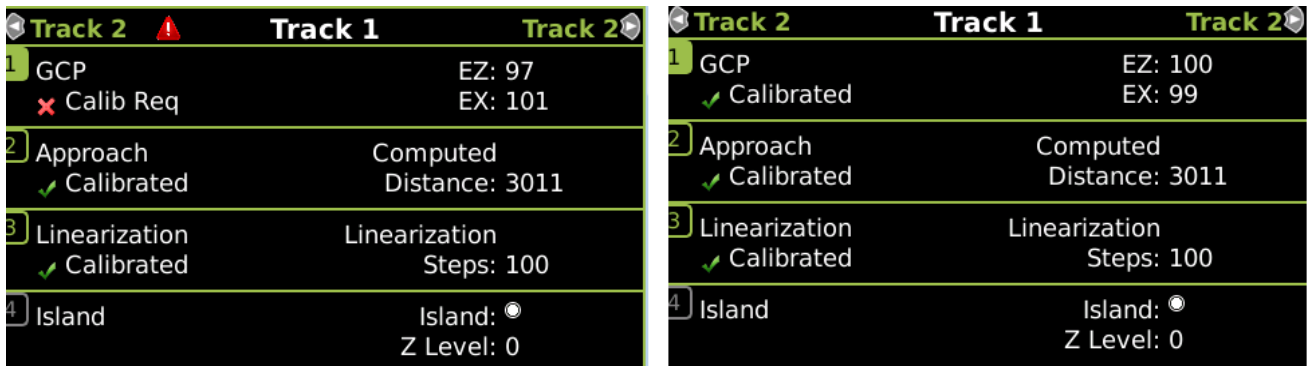 Track 2 Track 1 Track 2
1 GCP EZ: 97
Calib Req EX: 101
2 Approach Computed
Calibrated Distance: 3011
3 Linearization Linearization
Calibrated Steps: 100
4 Island Island:
Z Level: 0
Track 2 Track 1 Track 2
1 GCP EZ: 100
Calibrated EX: 99
2 Approach Computed
Calibrated Distance: 3011
3 Linearization Linearization
Calibrated Steps: 100
4 Island Island:
Z Level: 0